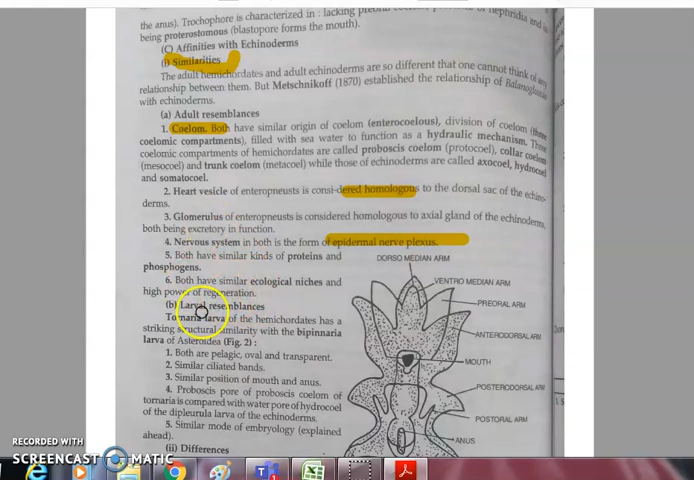 the anus). Trochophore is characterized in : lacking preoral coelom, of nephridia and in
being proterostomous (blastopore forms the mouth).
(C) Affinities with Echinoderms
(i) Similarities
The adult hemichordates and adult echinoderms are so different that one cannot think of any
relationship between them. But Metschnikoff (1870) established the relationship of Balanoglossus
with echinoderms.
(a) Adult resemblances
1. Coelom. Both have similar origin of coelom (enterocoelous), division of coelom (three
coelomic compartments), filled with sea water to function as a hydraulic mechanism. Three
coelomic compartments of hemichordates are called proboscis coelom (protocoel), collar coelom
(mesocoel) and trunk coelom (metacoel) while those of echinoderms are called axocoel, hydrocoel
and somatocoel.
2. Heart vesicle of enteropneusts is consi-dered homologous to the dorsal sac of the echino-
derms.
3. Glomerulus of enteropneusts is considered homologous to axial gland of the echinoderm,
both being excretory in function.
4. Nervous system in both is the form of epidermal nerve plexus.
5. Both have similar kinds of proteins and
phosphogens.
6. Both have similar ecological niches and
high power of regeneration.
(b) Larval resemblances
Tornaria larva of the hemichordates has a
striking structural similarity with the bipinnaria
larva of Asteroidea (Fig. 2) :
1. Both are pelagic, oval and transparent.
2. Similar ciliated bands.
3. Similar position of mouth and anus.
4. Proboscis pore of proboscis coelom of
tornaria is compared with water pore of hydrocoel
of the dipleurula larva of the echinoderms.
5. Similar mode of embryology (explained
ahead).
(ii) Differences
DORSO MEDIAN ARM
VENTRO MEDIAN ARM
PREORAL ARM
ANTERODORSAL ARM
MOUTH
POSTERODORSAL ARM
POSTORAL ARM
ANUS
RECORDED WITH
SCREENCAST MATIC